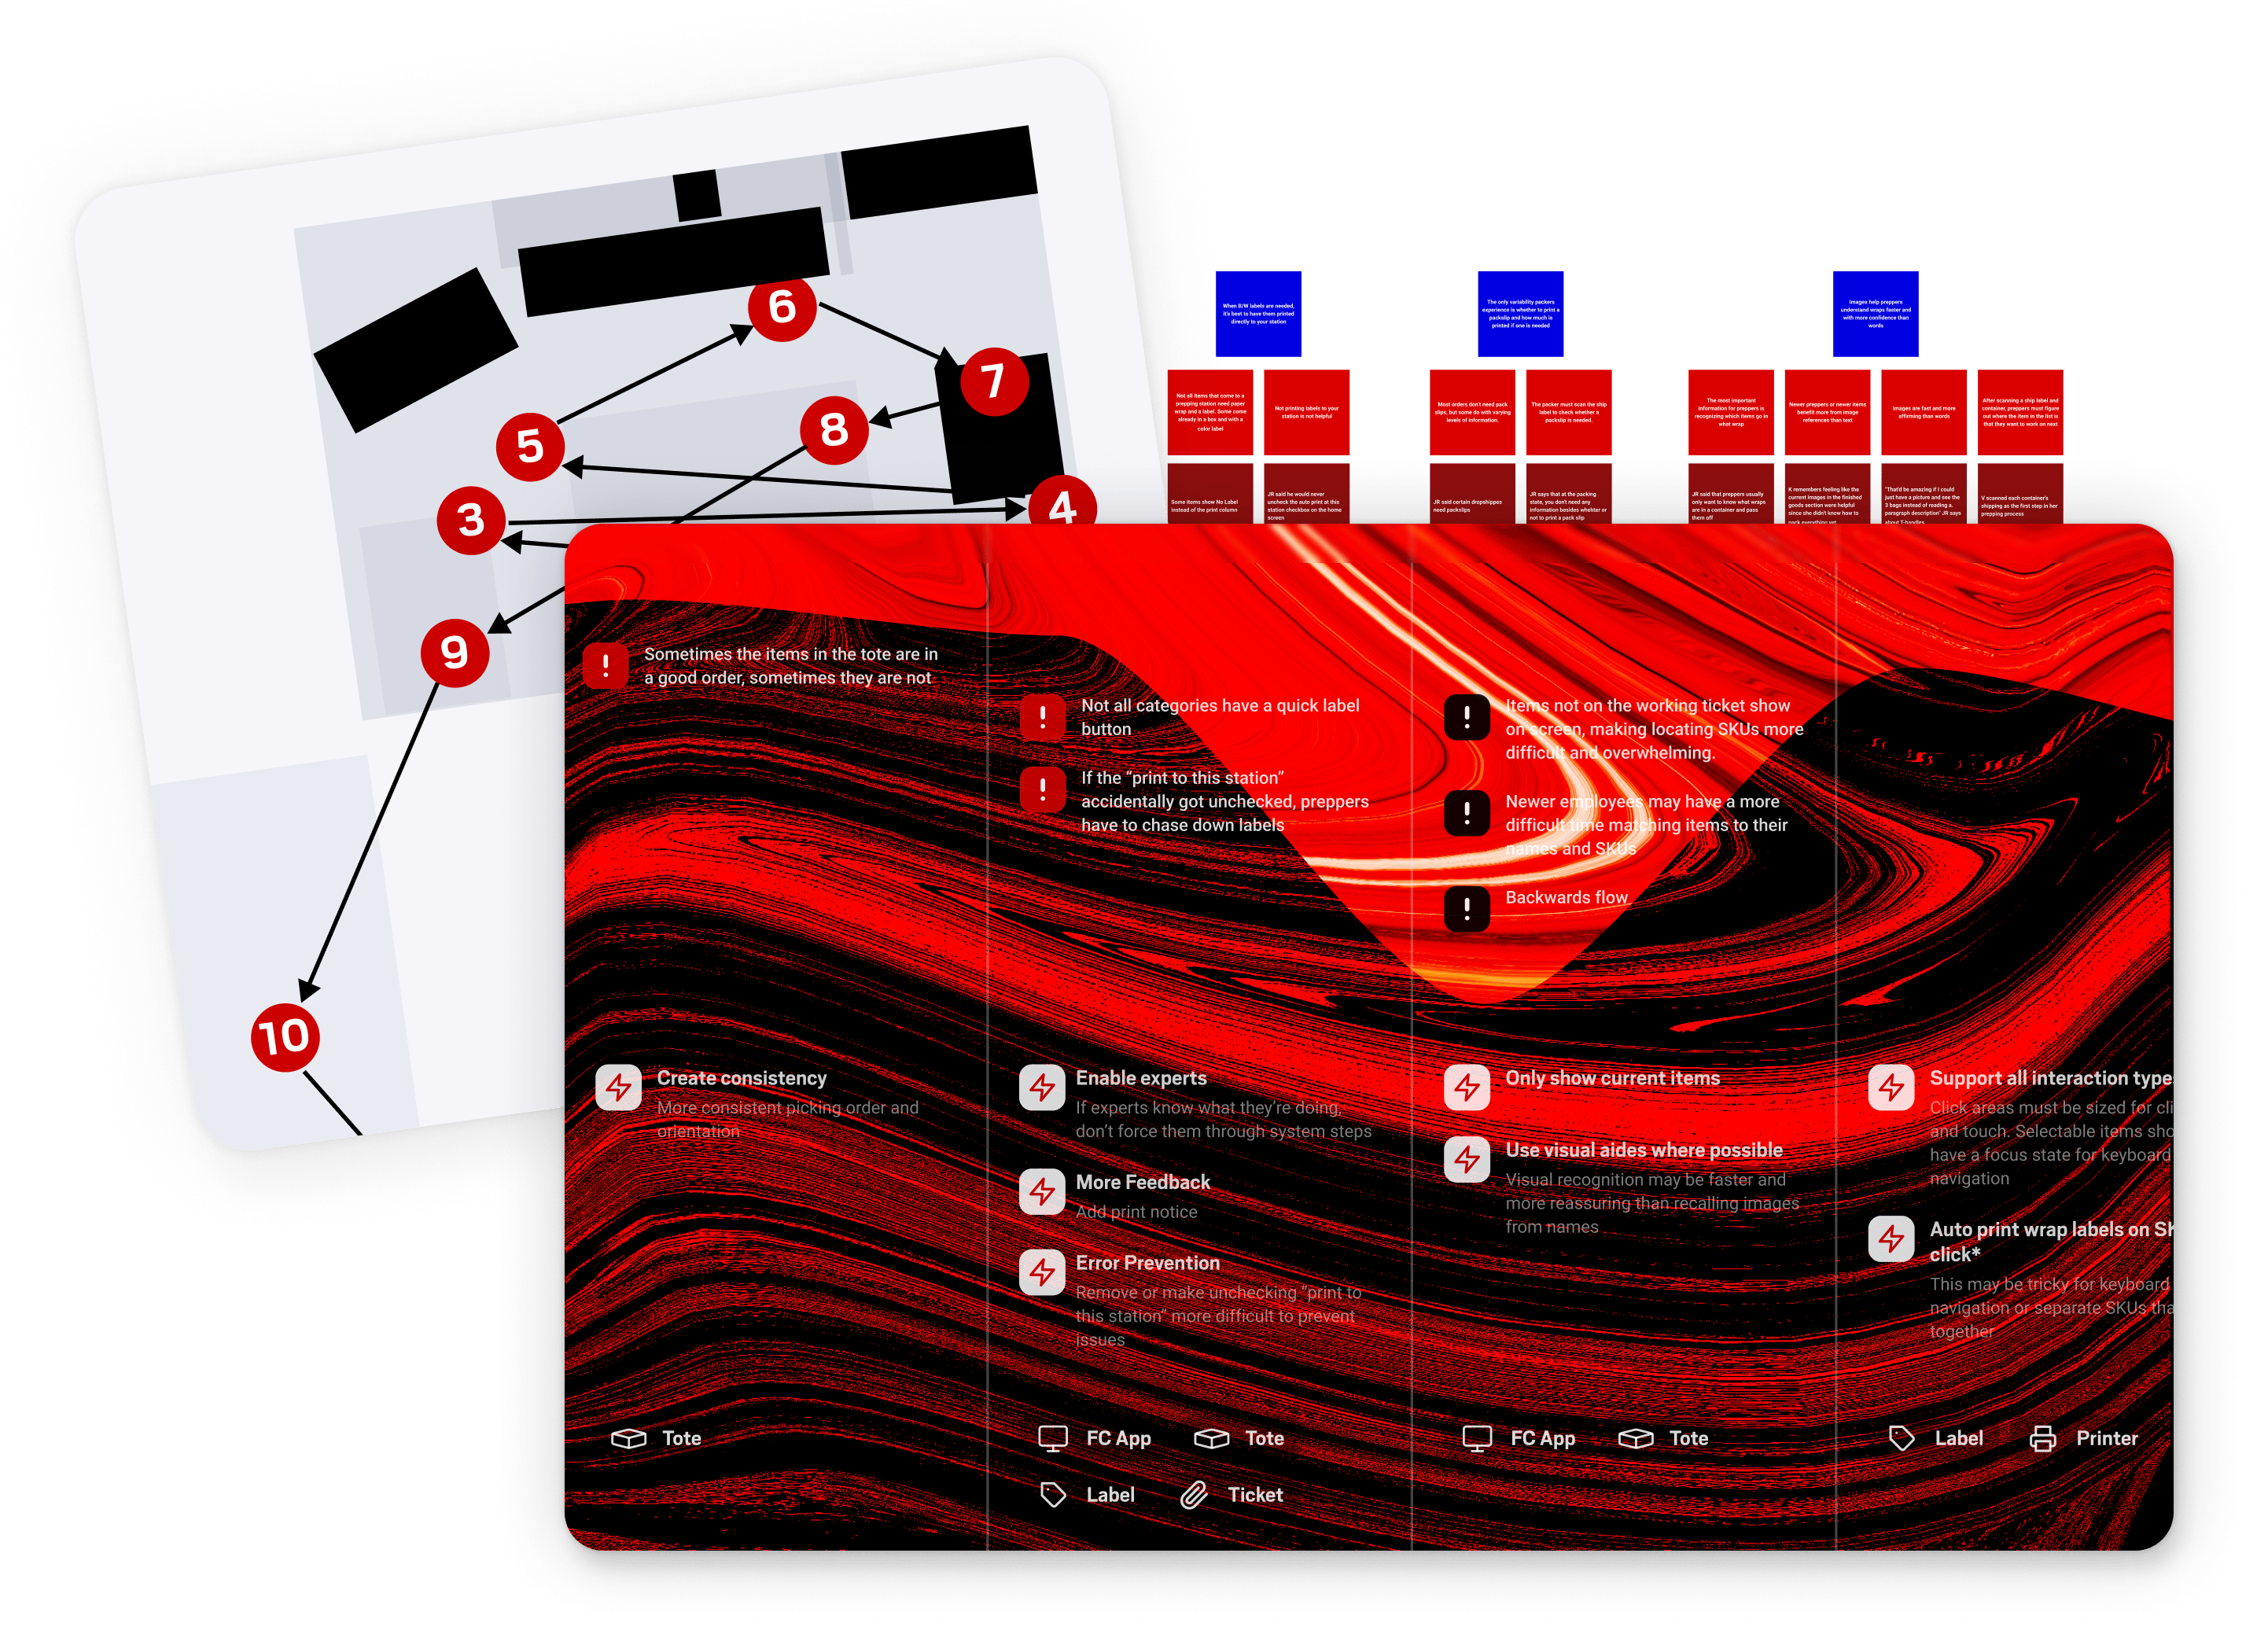 6
7
8
5
3
4
9
10
When B/W labels are needed,
it's best to have them printed
directly to your station
The only variability packers
experience is whether to print a
packslip and how much is
printed if one is needed
Images help preppers
understand wraps faster and
with more confidence than
words
Not all items that come to a
prepping station need paper
wrap and a label. Some come
already in a box and with a
color label
Not printing labels to your
station is not helpful
Most orders don't need pack
slips, but some do with varying
levels of information.
The packer must scan the ship
label to check whether a
packslip is needed.
The most important
information for preppers is
recognizing which items go in
what wrap
Newer preppers or newer items
benefit more from image
references than text
Images are fast and more
affirming than words
After scanning a ship label and
container, preppers must figure
out where the item in the list is
that they want to work on next
Some items show No Label
instead of the print column
JR said he would never
uncheck the auto print at this
station checkbox on the home
screen
JR said certain dropshippes
need packslips
JR says that at the packing
state, you don't need any
information besides whehter or
not to print a pack slip
JR said that preppers usually
only want to know what wraps
are in a container and pass
them off
K remembers feeling like the
current images in the finished
goods section were helpful
since she didn't know how to
pack everything yet
"That'd be amazing if I could
just have a picture and see the
3 bags instead of reading a
paragraph description" JR says
about T-handles
V scanned each container's
shipping as the first step in her
prepping process
Sometimes the items in the tote are in
a good order, sometimes they are not
Not all categories have a quick label
button
If the “print to this station”
accidentally got unchecked, preppers
have to chase down labels
Items not on the working ticket show
on screen, making locating SKUs more
difficult and overwhelming.
Newer employees may have a more
difficult time matching items to their
names and SKUs
Backwards flow
Create consistency
More consistent picking order and
orientation
Enable experts
If experts know what they’re doing,
don’t force them through system steps
More Feedback
Add print notice
Error Prevention
Remove or make unchecking “print to
this station” more difficult to prevent
issues
Only show current items
Use visual aides where possible
Visual recognition may be faster and
more reassuring than recalling images
from names
Support all interaction type
Click areas must be sized for cli
and touch. Selectable items sho
have a focus state for keyboard
navigation
Auto print wrap labels on SK
click*
This may be tricky for keyboard
navigation or separate SKUs tha
together
Tote
FC App
Tote
Label
Ticket
FC App
Tote
Label
Printer